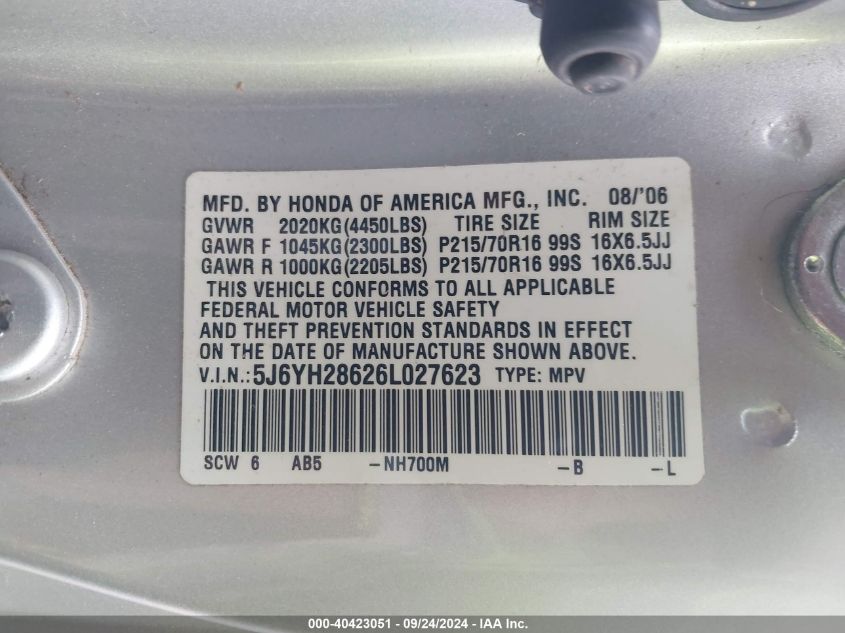 MFD. BY HONDA OF AMERICA MFG., INC. 08/'06
GVWR 2020KG(4450LBS) TIRE SIZE RIM SIZE
GAWR F 1045KG(2300LBS) P215/70R16 99S 16X6.5JJ
GAWR R 1000KG(2205LBS) P215/70R16 99S 16X6.5JJ
THIS VEHICLE CONFORMS TO ALL APPLICABLE
FEDERAL MOTOR VEHICLE SAFETY
AND THEFT PREVENTION STANDARDS IN EFFECT
ON THE DATE OF MANUFACTURE SHOWN ABOVE.
V.I.N.:5J6YH28626L027623 TYPE: MPV
SCW 6 AB5 -NH700M -B -L
000-40423051 - 09/24/2024 - IAA Inc.